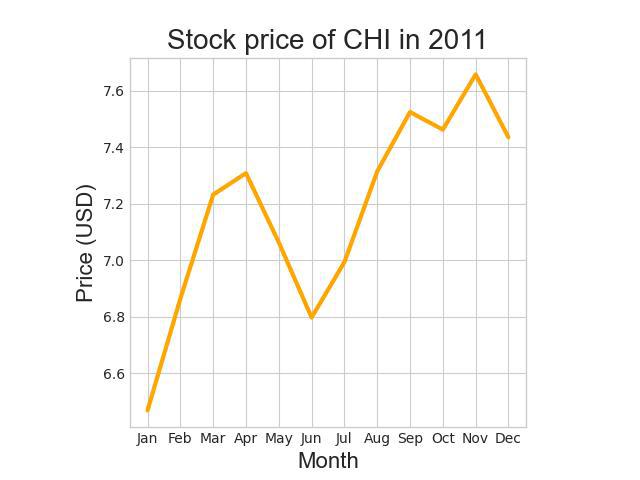 Stock price of CHI in 2011
Price (USD)
7.6
7.4
7.2
7.0
6.8
6.6
Jan Feb Mar Apr May Jun Jul Aug Sep Oct Nov Dec
Month